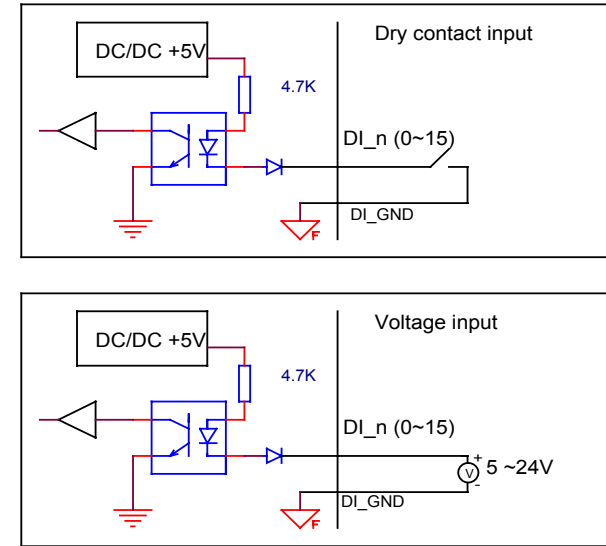 Dry contact input
DC/DC +5V
4.7K
DI_n (0~15)
DI_GND
F
Voltage input
DC/DC +5V
4.7K
DI_n (0~15)
+
V
5 ~24V
-
DI_GND
F